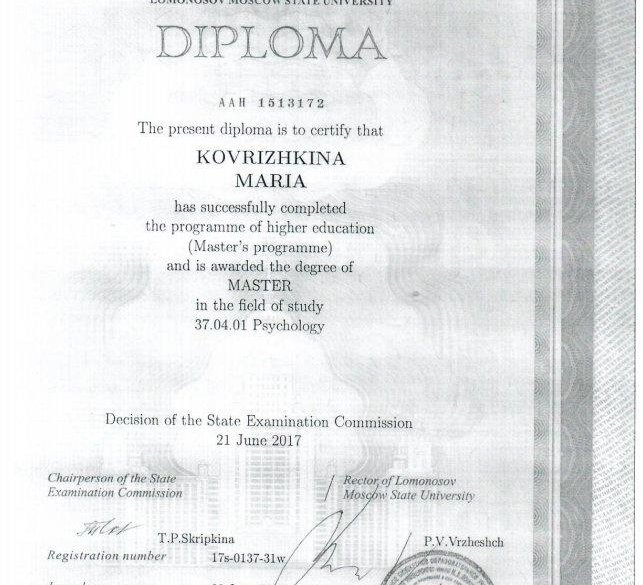 LOMONOSOV MOSCOW STATE UNIVERSITY
DIPLOMA
ААН 1513172
The present diploma is to certify that
KOVRIZHKINA
MARIA
has successfully completed
the programme of higher education
(Master's programme)
and is awarded the degree of
MASTER
in the field of study
37.04.01 Psychology
Decision of the State Examination Commission
21 June 2017
Chairperson of the State
Examination Commission
Rector of Lomonosov
Moscow State University
T.P.Skripkina
P.V.Vrzheshch
Registration number 17s-0137-31w